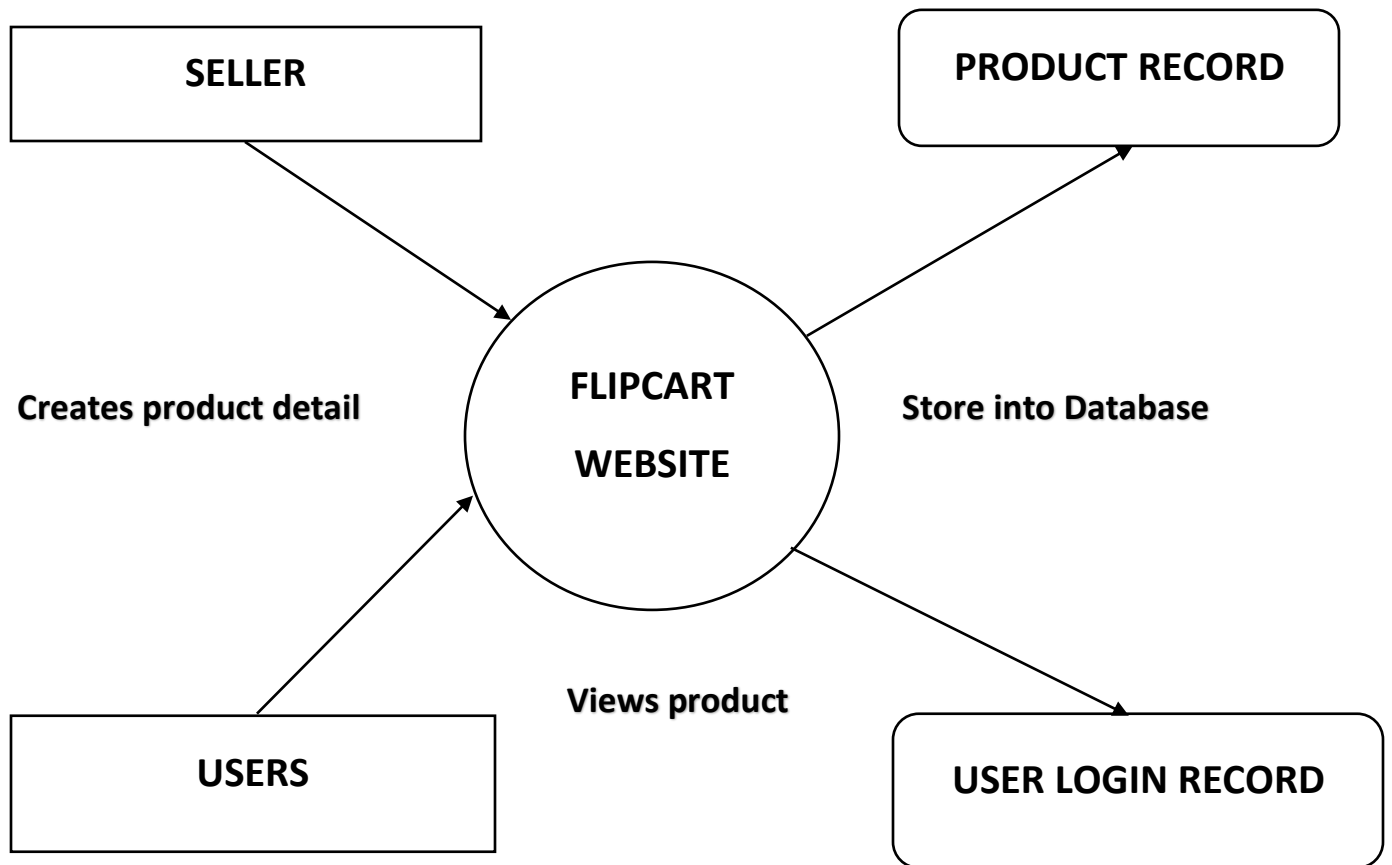 SELLER
PRODUCT RECORD
FLIPCART
WEBSITE
Creates product detail
Store into Database
Views product
USERS
USER LOGIN RECORD